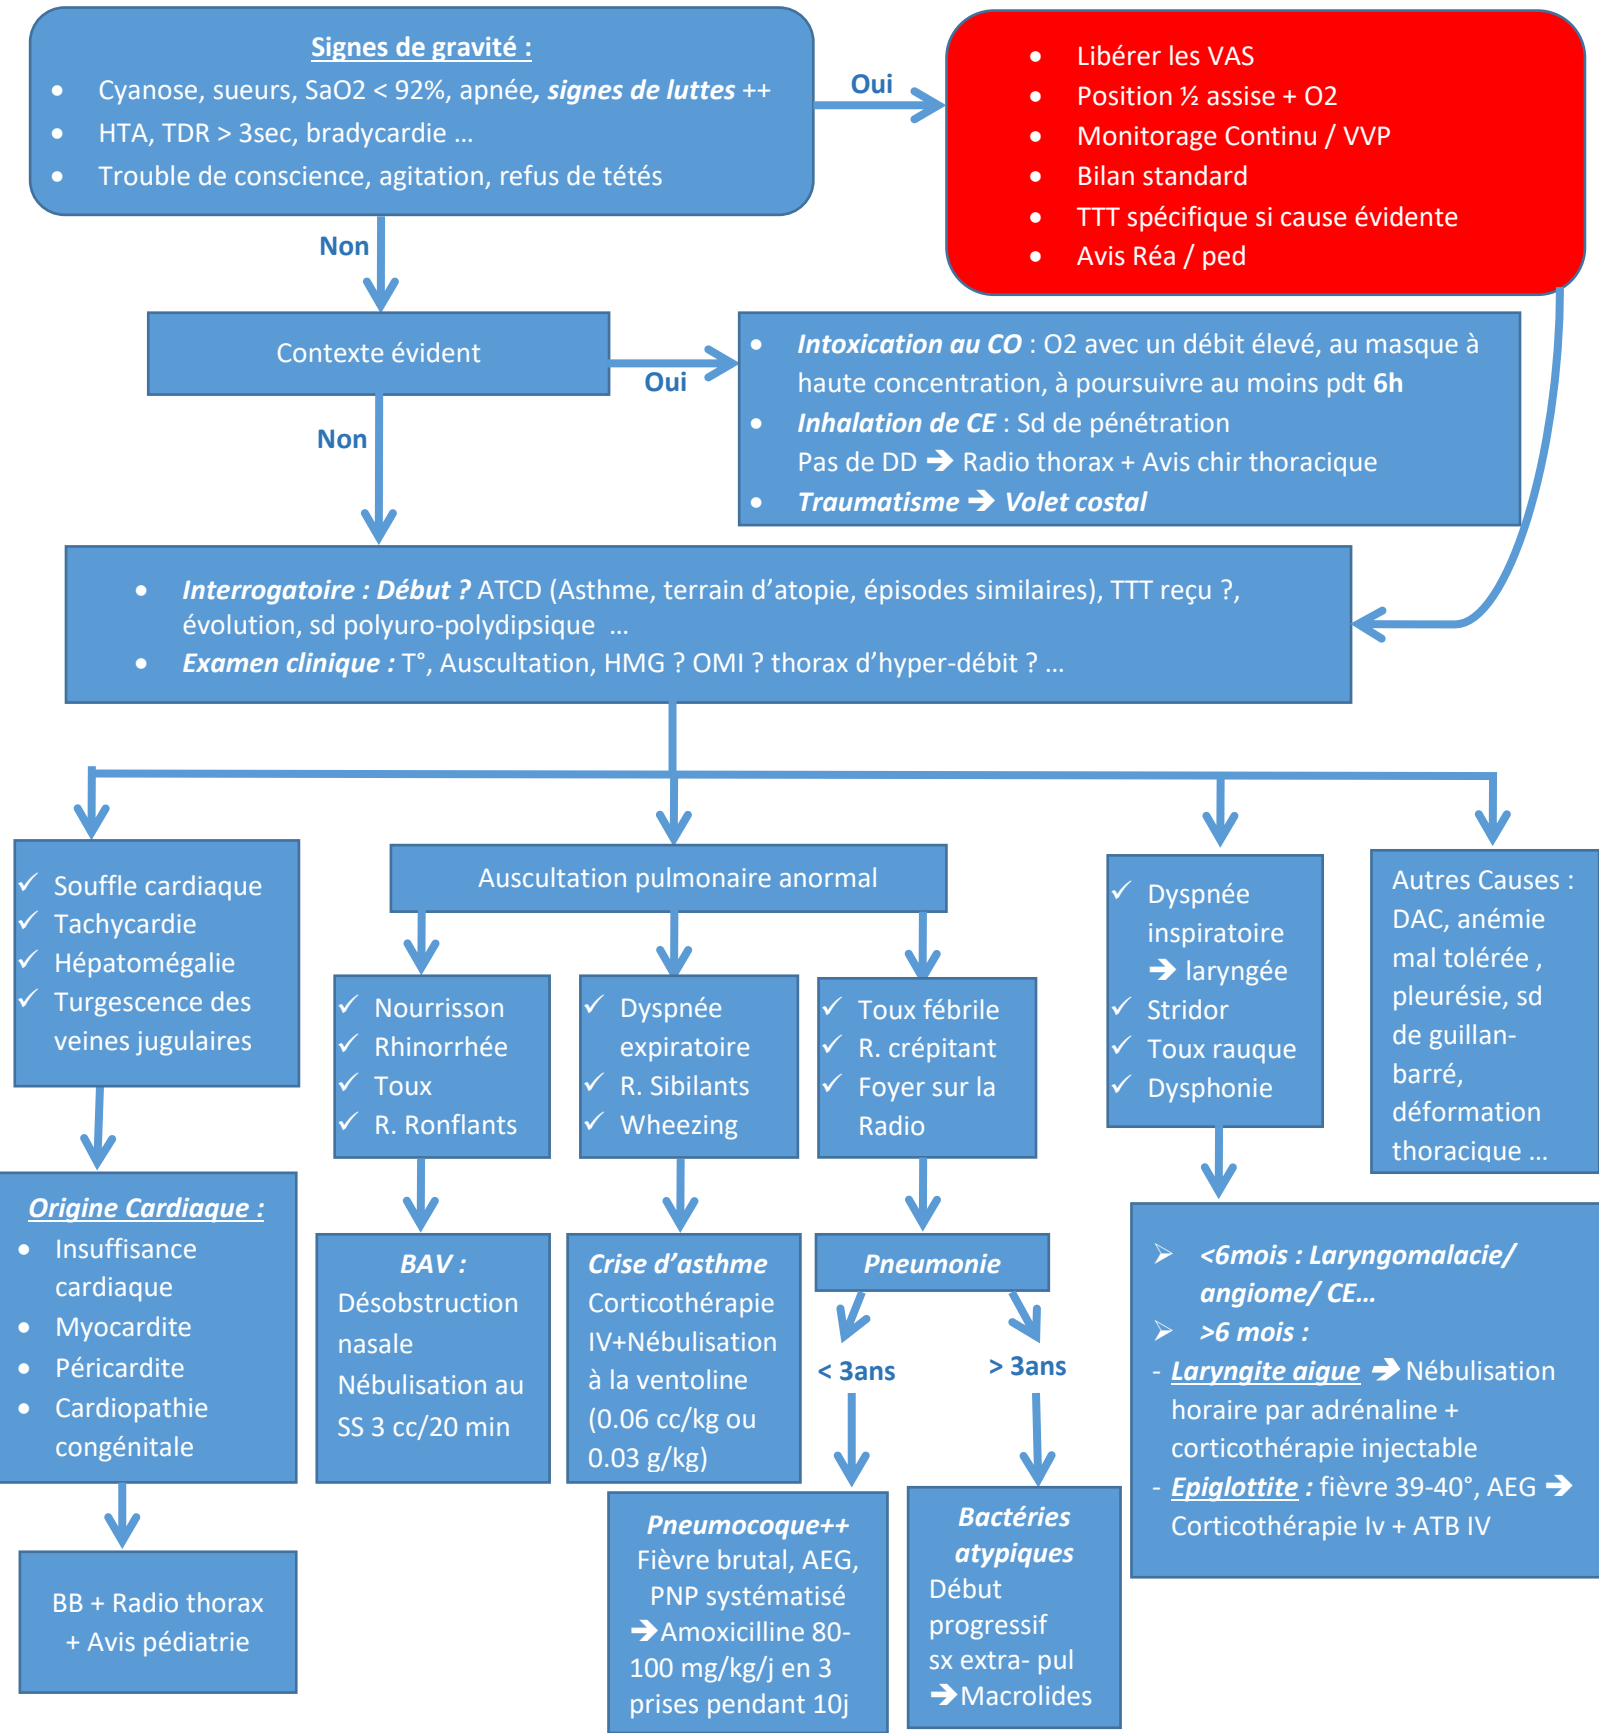 Signes de gravité :
• Cyanose, sueurs, SaO2 < 92%, apnée, signes de luttes ++
• HTA, TDR > 3sec, bradycardie ...
• Trouble de conscience, agitation, refus de tétés
Oui
• Libérer les VAS
• Position ½ assise + O2
• Monitorage Continu / VVP
• Bilan standard
• TTT spécifique si cause évidente
• Avis Réa / ped
Non
Contexte évident
Oui
• Intoxication au CO : O2 avec un débit élevé, au masque à
haute concentration, à poursuivre au moins pdt 6h
• Inhalation de CE : Sd de pénétration
Pas de DD ➔ Radio thorax + Avis chir thoracique
• Traumatisme ➔ Volet costal
Non
• Interrogatoire : Début ? ATCD (Asthme, terrain d’atopie, épisodes similaires), TTT reçu ?,
évolution, sd polyuro-polydipsique ...
• Examen clinique : T°, Auscultation, HMG ? OMI ? thorax d’hyper-débit ? ...
✓ Souffle cardiaque
✓ Tachycardie
✓ Hépatomégalie
✓ Turgescence des
veines jugulaires
Origine Cardiaque :
• Insuffisance
cardiaque
• Myocardite
• Péricardite
• Cardiopathie
congénitale
BB + Radio thorax
+ Avis pédiatrie
Auscultation pulmonaire anormal
✓ Nourrisson
✓ Rhinorrhée
✓ Toux
✓ R. Ronflants
BAV :
Désobstruction
nasale
Nébulisation au
SS 3 cc/20 min
✓ Dyspnée
expiratoire
✓ R. Sibilants
✓ Wheezing
Crise d’asthme
Corticothérapie
IV+Nébulisation
à la ventoline
(0.06 cc/kg ou
0.03 g/kg)
✓ Toux fébrile
✓ R. crépitant
✓ Foyer sur la
Radio
Pneumonie
< 3ans
> 3ans
Pneumocoque++
Fièvre brutal, AEG,
PNP systématisé
➔Amoxicilline 80-
100 mg/kg/j en 3
prises pendant 10j
Bactéries
atypiques
Début
progressif
sx extra- pul
➔Macrolides
✓ Dyspnée
inspiratoire
➔ laryngée
✓ Stridor
✓ Toux rauque
✓ Dysphonie
➢ <6mois : Laryngomalacie/
angiome/ CE...
➢ >6 mois :
- Laryngite aigue ➔ Nébulisation
horaire par adrénaline +
corticothérapie injectable
- Epiglottite : fièvre 39-40°, AEG ➔
Corticothérapie Iv + ATB IV
Autres Causes :
DAC, anémie
mal tolérée ,
pleurésie, sd
de guillan-
barré,
déformation
thoracique ...